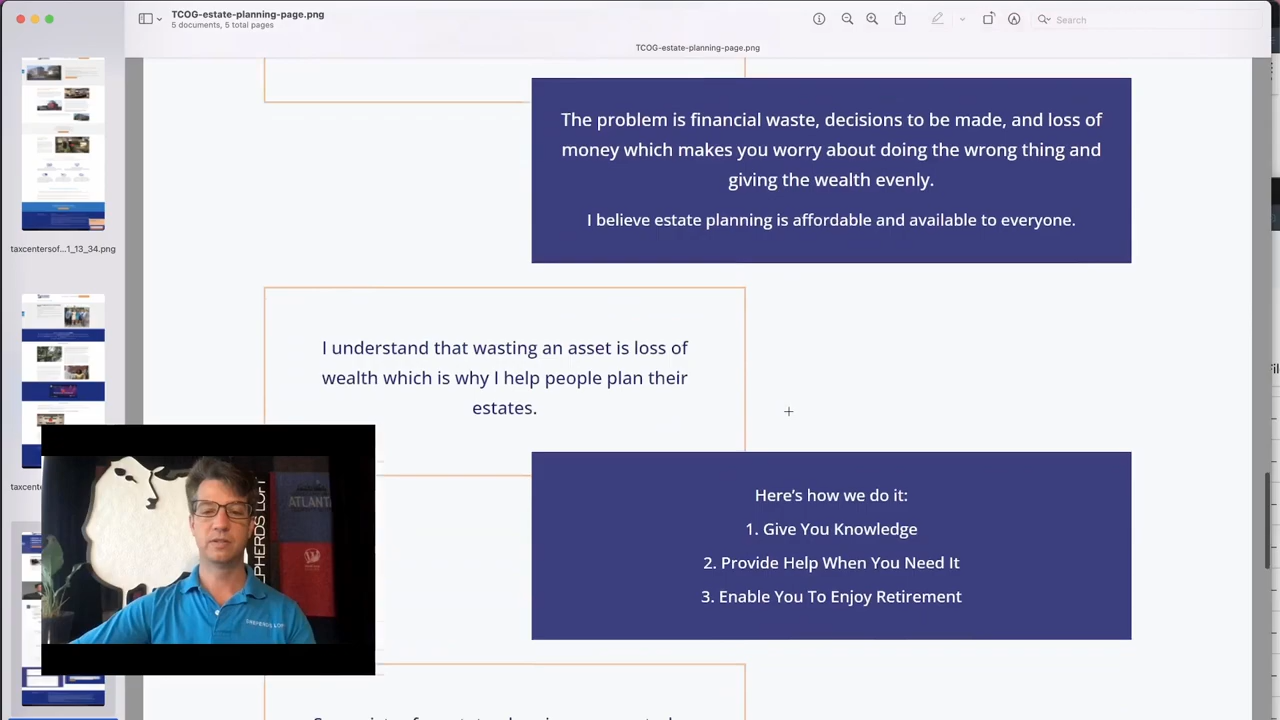 TCOG-estate-planning-page.png
5 documents, 5 total pages
Search
TCOG-estate-planning-page.png
The problem is financial waste, decisions to be made, and loss of
money which makes you worry about doing the wrong thing and
giving the wealth evenly.
I believe estate planning is affordable and available to everyone.
taxcentersof...1_13_34.png
I understand that wasting an asset is loss of
wealth which is why I help people plan their
estates.
taxcente
Here's how we do it:
1. Give You Knowledge
2. Provide Help When You Need It
3. Enable You To Enjoy Retirement
ATLANTA
SHEPHERDS LOFT